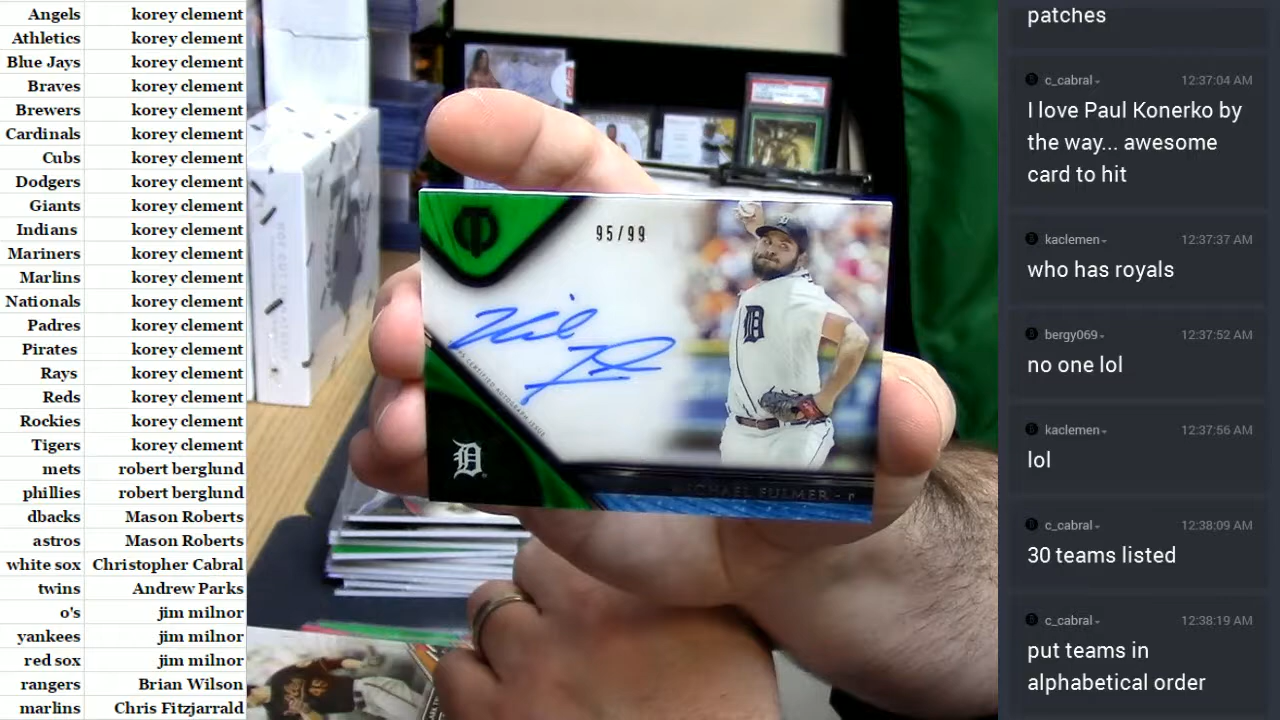 Angels korey clement
Athletics korey clement
Blue Jays korey clement
Braves korey clement
Brewers korey clement
Cardinals korey clement
Cubs korey clement
Dodgers korey clement
Giants korey clement
Indians korey clement
Mariners korey clement
Marlins korey clement
Nationals korey clement
Padres korey clement
Pirates korey clement
Rays korey clement
Reds korey clement
Rockies korey clement
Tigers korey clement
mets robert berglund
phillies robert berglund
dbacks Mason Roberts
astros Mason Roberts
white sox Christopher Cabral
twins Andrew Parks
o's jim milnor
yankees jim milnor
red sox jim milnor
rangers Brian Wilson
marlins Chris Fitzjarrald
95/99
D
D
CERTIFIED AUTOGRAPH ISSUE
MICHAEL FULMER - P
patches
c_cabral 12:37:04 AM
I love Paul Konerko by
the way... awesome
card to hit
kaclemen 12:37:37 AM
who has royals
bergy069 12:37:52 AM
no one lol
kaclemen 12:37:56 AM
lol
c_cabral 12:38:09 AM
30 teams listed
c_cabral 12:38:19 AM
put teams in
alphabetical order